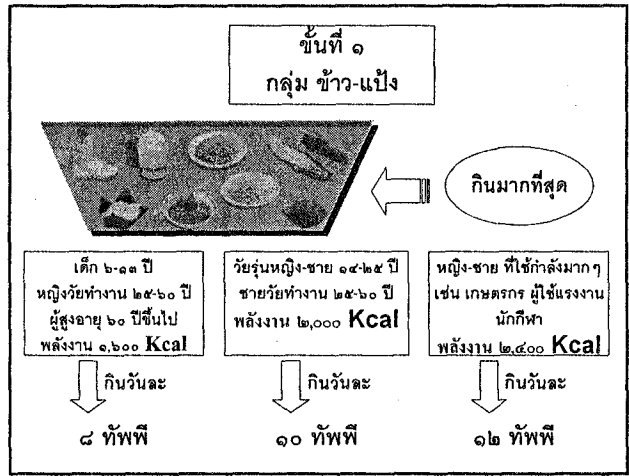 ขั้นที่ ๑
กลุ่ม ข้าว-แป้ง
กินมากที่สุด
เด็ก ๖-๑๓ ปี
หญิงวัยทำงาน ๒๕-๖๐ ปี
ผู้สูงอายุ ๖๐ ปีขึ้นไป
พลังงาน ๑,๖๐๐ Kcal
วัยรุ่นหญิง-ชาย ๑๔-๒๕ ปี
ชายวัยทำงาน ๒๕-๖๐ ปี
พลังงาน ๒,๐๐๐ Kcal
หญิง-ชาย ที่ใช้กำลังมากๆ
เช่น เกษตรกร ผู้ใช้แรงงาน
นักกีฬา
พลังงาน ๒,๔๐๐ Kcal
กินวันละ
กินวันละ
กินวันละ
๘ ทัพพี
๑๐ ทัพพี
๑๒ ทัพพี